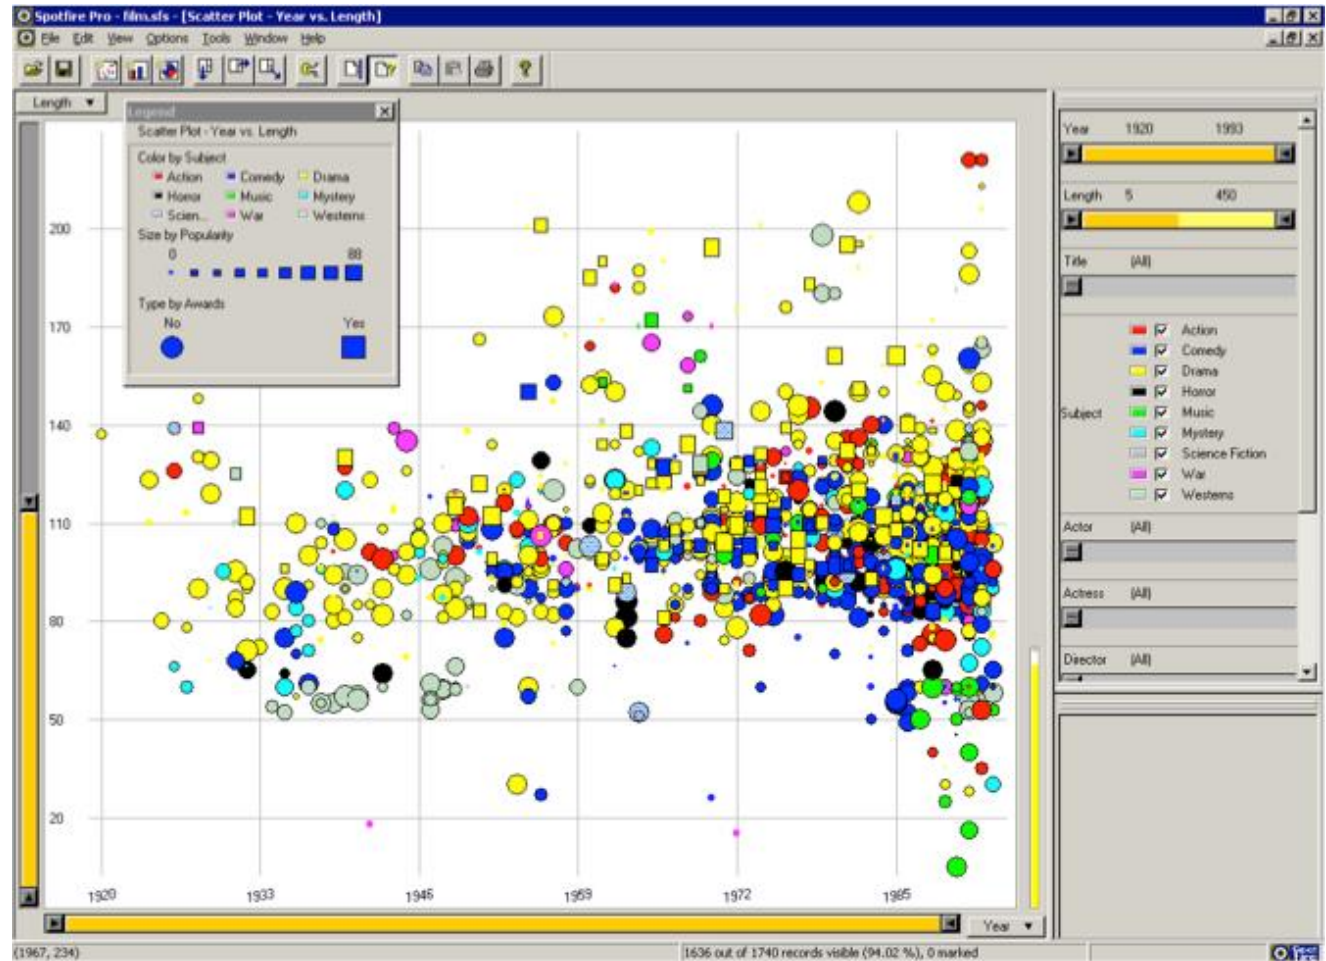 Spotfire Pro - film.sfs - [Scatter Plot - Year vs. Length]
File Edit View Options Tools Window Help
Length
Legend
Scatter Plot - Year vs. Length
Color by Subject
Action Comedy Drama
Horror Music Mystery
Scien... War Westerns
Size by Popularity
0 88
Type by Awards
No Yes
200
170
140
110
80
50
20
1920 1933 1946 1959 1972 1985
Year
Year 1920 1993
Length 5 450
Title (All)
Subject
Action
Comedy
Drama
Horror
Music
Mystery
Science Fiction
War
Westerns
Actor (All)
Actress (All)
Director (All)
(1967, 234)
1636 out of 1740 records visible (94.02 %), 0 marked